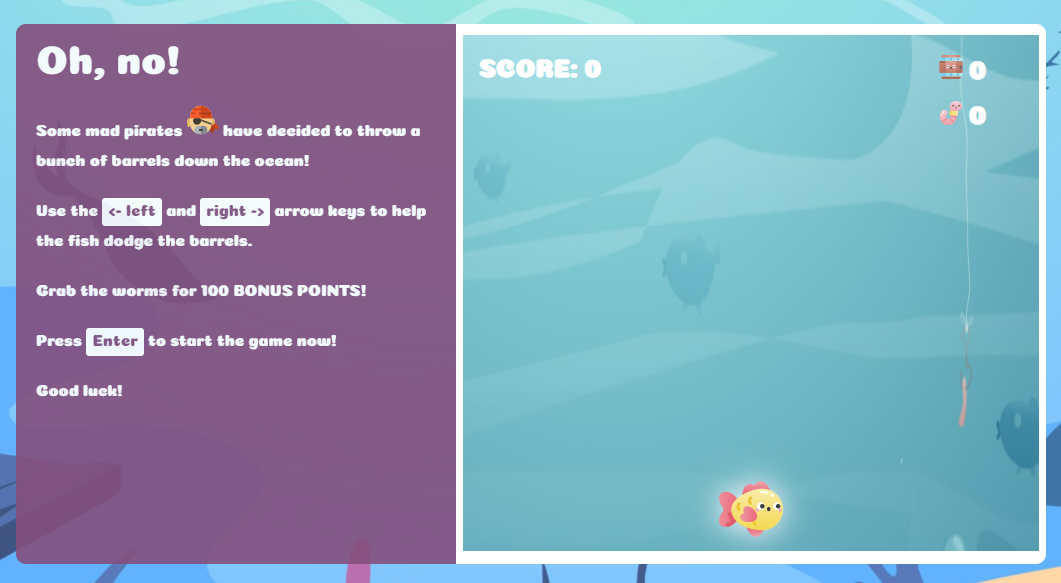 Oh, no!
Some mad pirates have decided to throw a
bunch of barrels down the ocean!
Use the <- left and right -> arrow keys to help
the fish dodge the barrels.
Grab the worms for 100 BONUS POINTS!
Press Enter to start the game now!
Good luck!
SCORE: 0
0
0